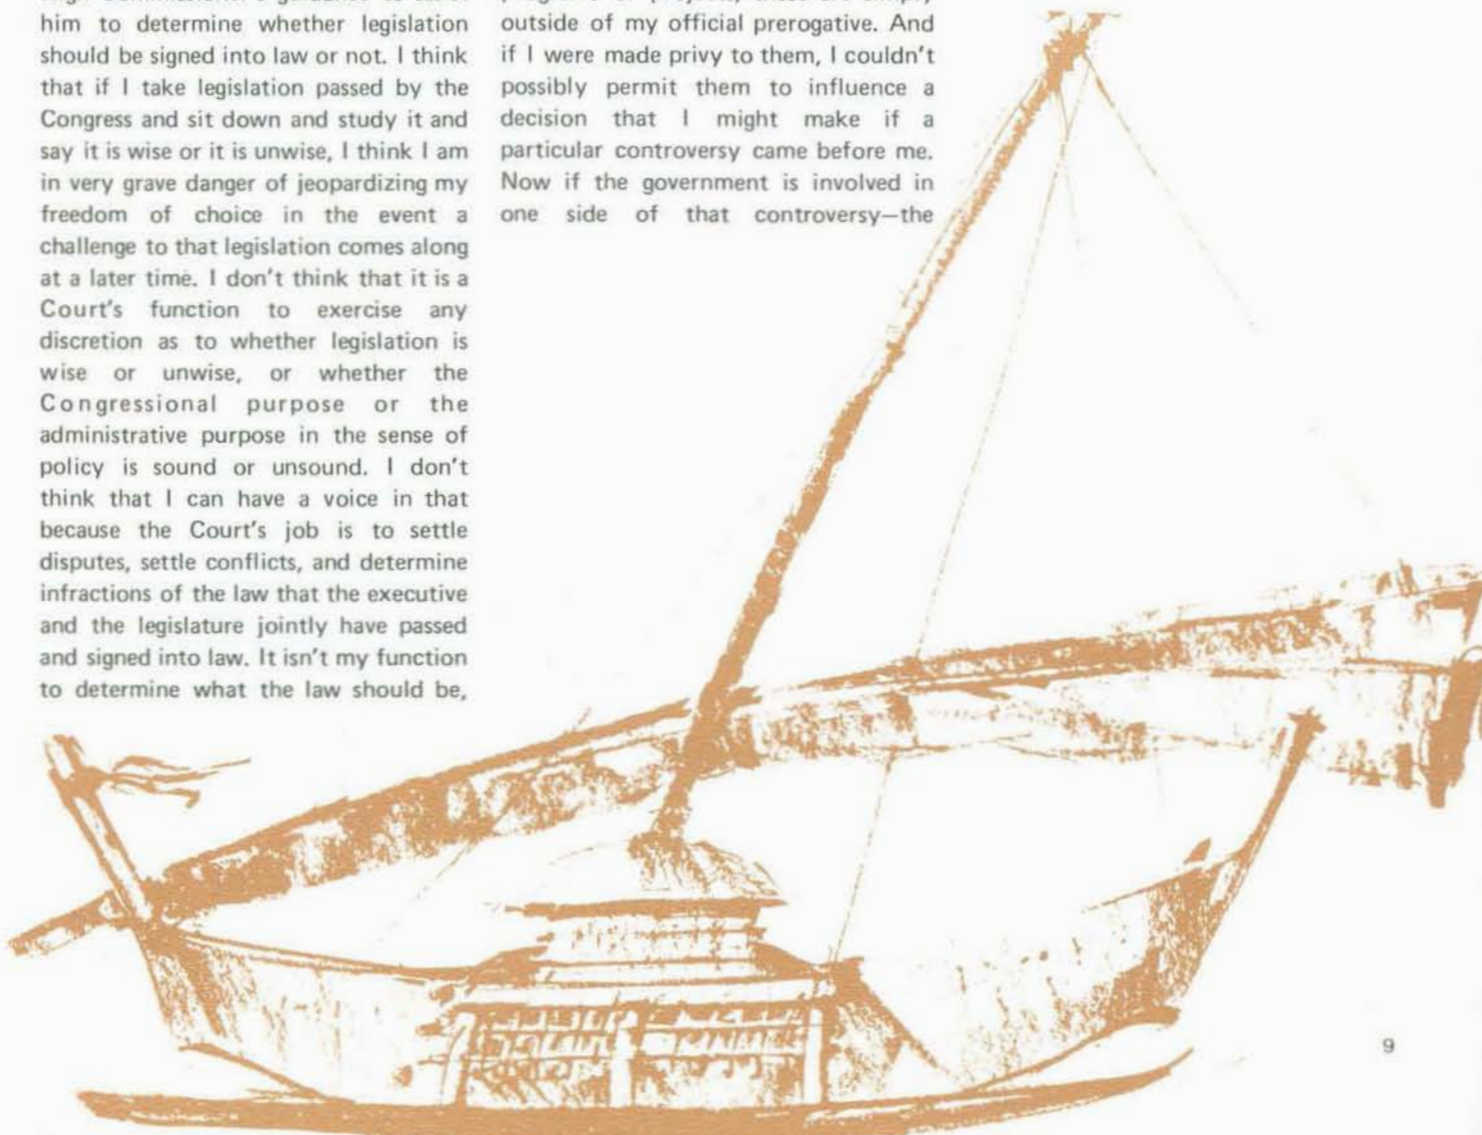 him to determine whether legislation
should be signed into law or not. I think
that if I take legislation passed by the
Congress and sit down and study it and
say it is wise or it is unwise, I think I am
in very grave danger of jeopardizing my
freedom of choice in the event a
challenge to that legislation comes along
at a later time. I don't think that it is a
Court's function to exercise any
discretion as to whether legislation is
wise or unwise, or whether the
Congressional purpose or the
administrative purpose in the sense of
policy is sound or unsound. I don't
think that I can have a voice in that
because the Court's job is to settle
disputes, settle conflicts, and determine
infractions of the law that the executive
and the legislature jointly have passed
and signed into law. It isn't my function
to determine what the law should be,
outside of my official prerogative. And
if I were made privy to them, I couldn't
possibly permit them to influence a
decision that I might make if a
particular controversy came before me.
Now if the government is involved in
one side of that controversy—the
9